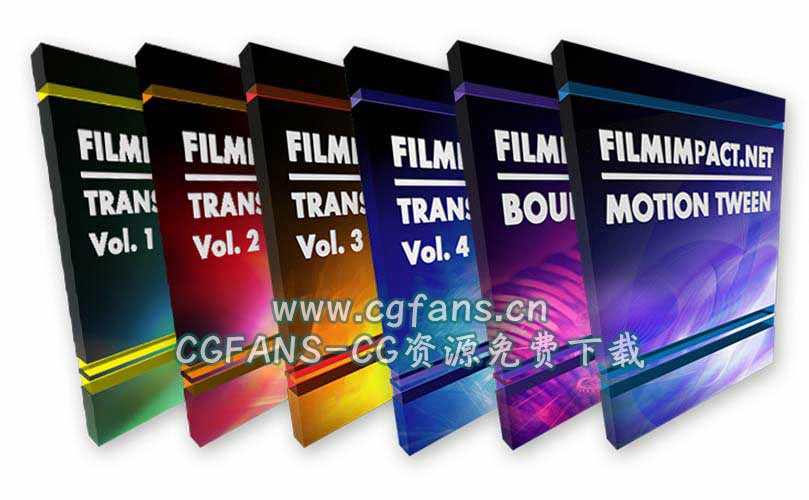 FILMI
TRANS
Vol. 1
FILMIM
TRANS
Vol. 2
FILMI
TRANS
Vol. 3
FILMI
TRANS
Vol. 4
FILMI
BOU
FILMIMPACT.NET
MOTION TWEEN
www.cgfans.cn
CGFANS-CG资源免费下载